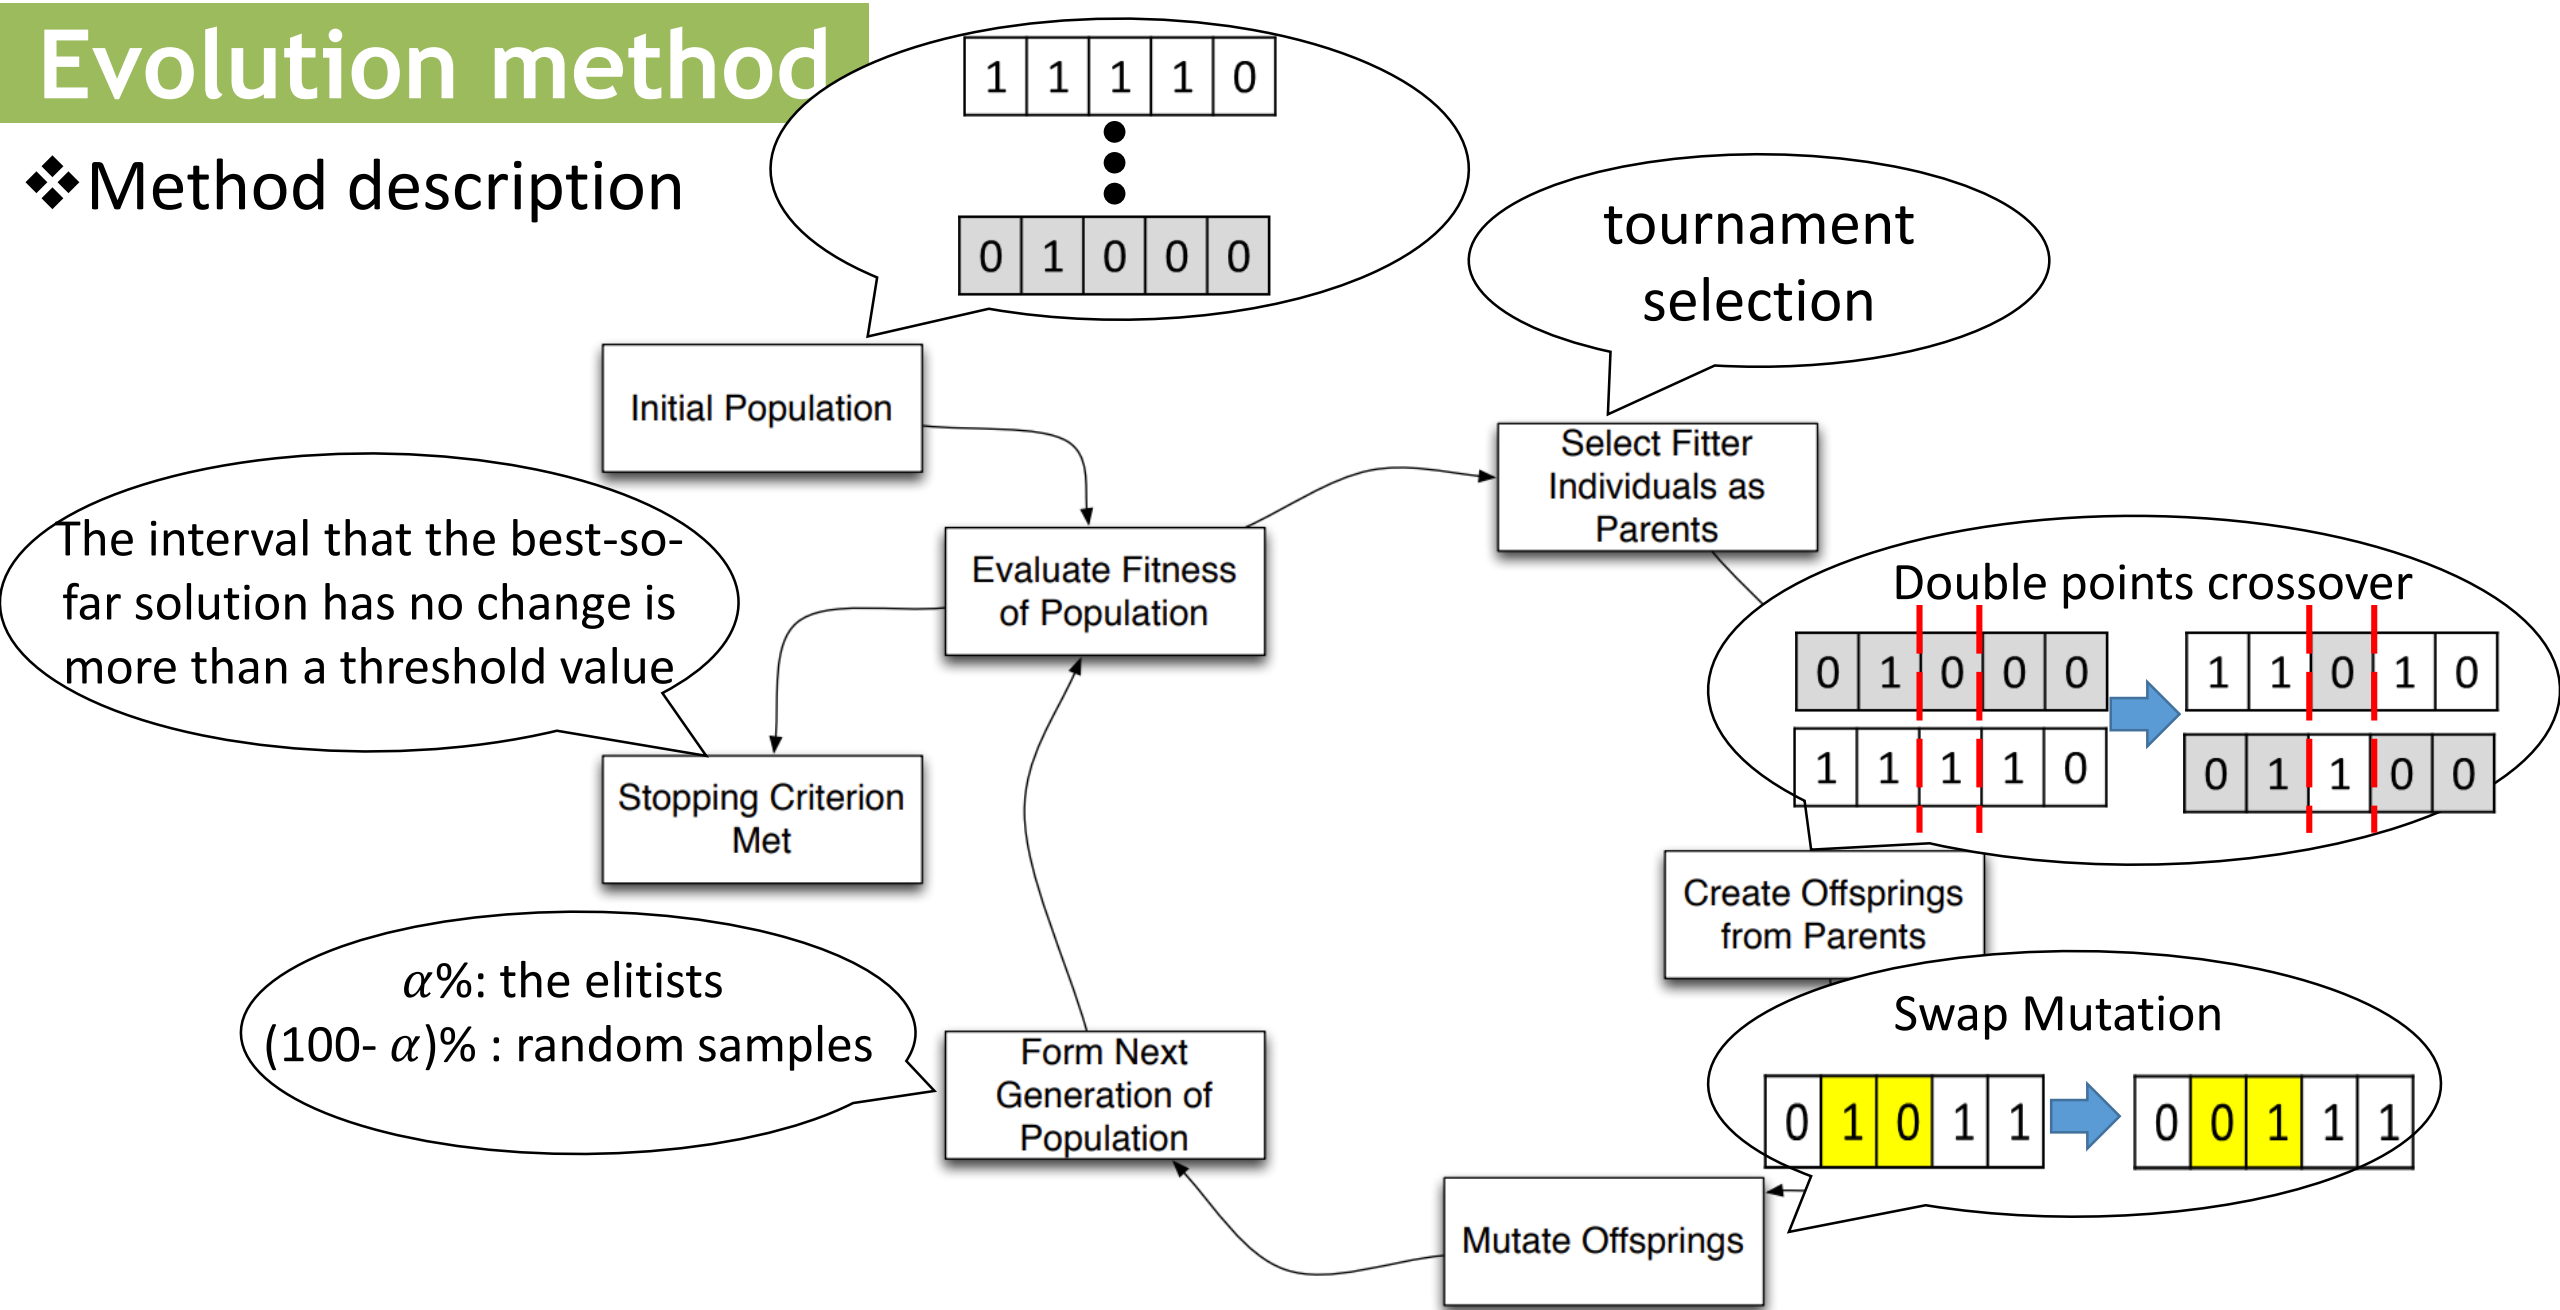 Evolution method
❖Method description
1 1 1 1 0
0 1 0 0 0
tournament
selection
Initial Population
Select Fitter
Individuals as
Parents
The interval that the best-so-
far solution has no change is
more than a threshold value
Evaluate Fitness
of Population
Double points crossover
0 1 0 0 0
1 1 0 1 0
1 1 1 1 0
0 1 1 0 0
Stopping Criterion
Met
Create Offsprings
from Parents
α%: the elitists
(100- α)% : random samples
Swap Mutation
0 1 0 1 1
0 0 1 1 1
Form Next
Generation of
Population
Mutate Offsprings